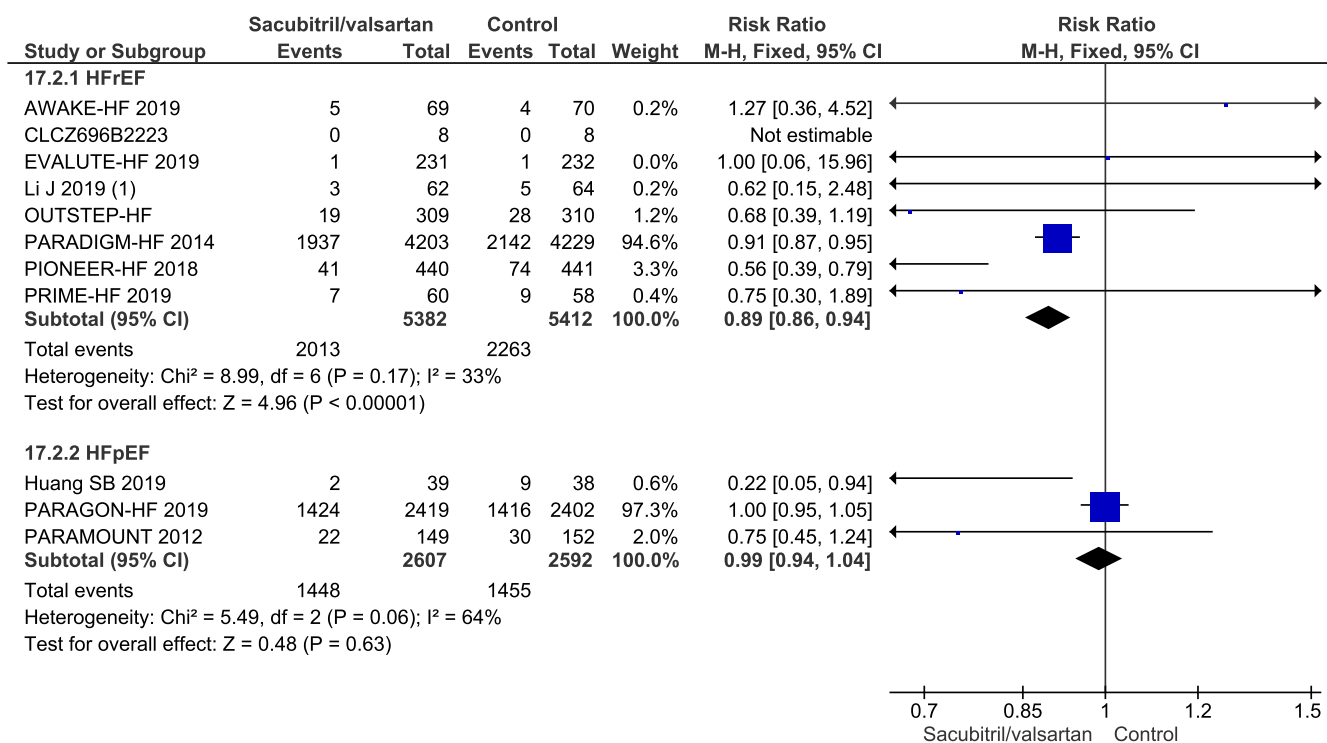 Sacubitril/valsartan Control Risk Ratio Risk Ratio
Study or Subgroup Events Total Events Total Weight M-H, Fixed, 95% CI M-H, Fixed, 95% CI
17.2.1 HFrEF
AWAKE-HF 2019 5 69 4 70 0.2% 1.27 [0.36, 4.52]
CLCZ696B2223 0 8 0 8 Not estimable
EVALUTE-HF 2019 1 231 1 232 0.0% 1.00 [0.06, 15.96]
Li J 2019 (1) 3 62 5 64 0.2% 0.62 [0.15, 2.48]
OUTSTEP-HF 19 309 28 310 1.2% 0.68 [0.39, 1.19]
PARADIGM-HF 2014 1937 4203 2142 4229 94.6% 0.91 [0.87, 0.95]
PIONEER-HF 2018 41 440 74 441 3.3% 0.56 [0.39, 0.79]
PRIME-HF 2019 7 60 9 58 0.4% 0.75 [0.30, 1.89]
Subtotal (95% CI) 5382 5412 100.0% 0.89 [0.86, 0.94]
Total events 2013 2263
Heterogeneity: Chi² = 8.99, df = 6 (P = 0.17); I² = 33%
Test for overall effect: Z = 4.96 (P < 0.00001)
17.2.2 HFpEF
Huang SB 2019 2 39 9 38 0.6% 0.22 [0.05, 0.94]
PARAGON-HF 2019 1424 2419 1416 2402 97.3% 1.00 [0.95, 1.05]
PARAMOUNT 2012 22 149 30 152 2.0% 0.75 [0.45, 1.24]
Subtotal (95% CI) 2607 2592 100.0% 0.99 [0.94, 1.04]
Total events 1448 1455
Heterogeneity: Chi² = 5.49, df = 2 (P = 0.06); I² = 64%
Test for overall effect: Z = 0.48 (P = 0.63)
0.7 0.85 1 1.2 1.5
Sacubitril/valsartan Control